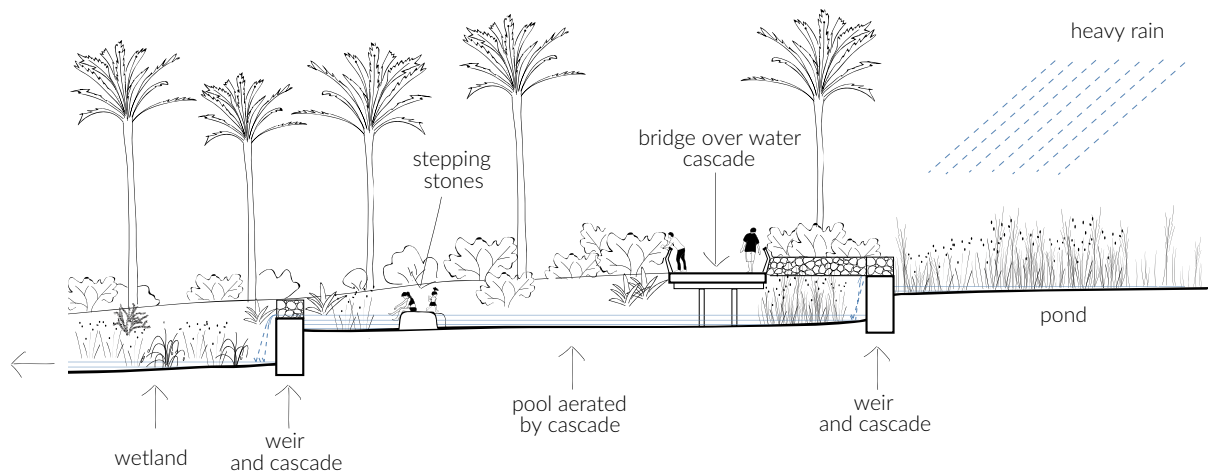 heavy rain
bridge over water
cascade
stepping
stones
pond
pool aerated
by cascade
weir
and cascade
wetland
weir
and cascade